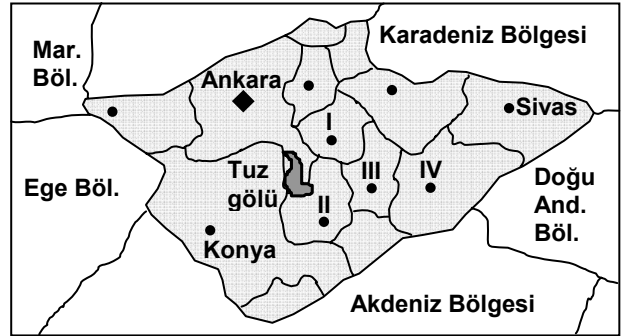 Karadeniz Bölgesi
Mar.
Böl.
Ankara
Sivas
I
Tuz
gölü
III
IV
Ege Böl.
Doğu
And.
Böl.
II
Konya
Akdeniz Bölgesi